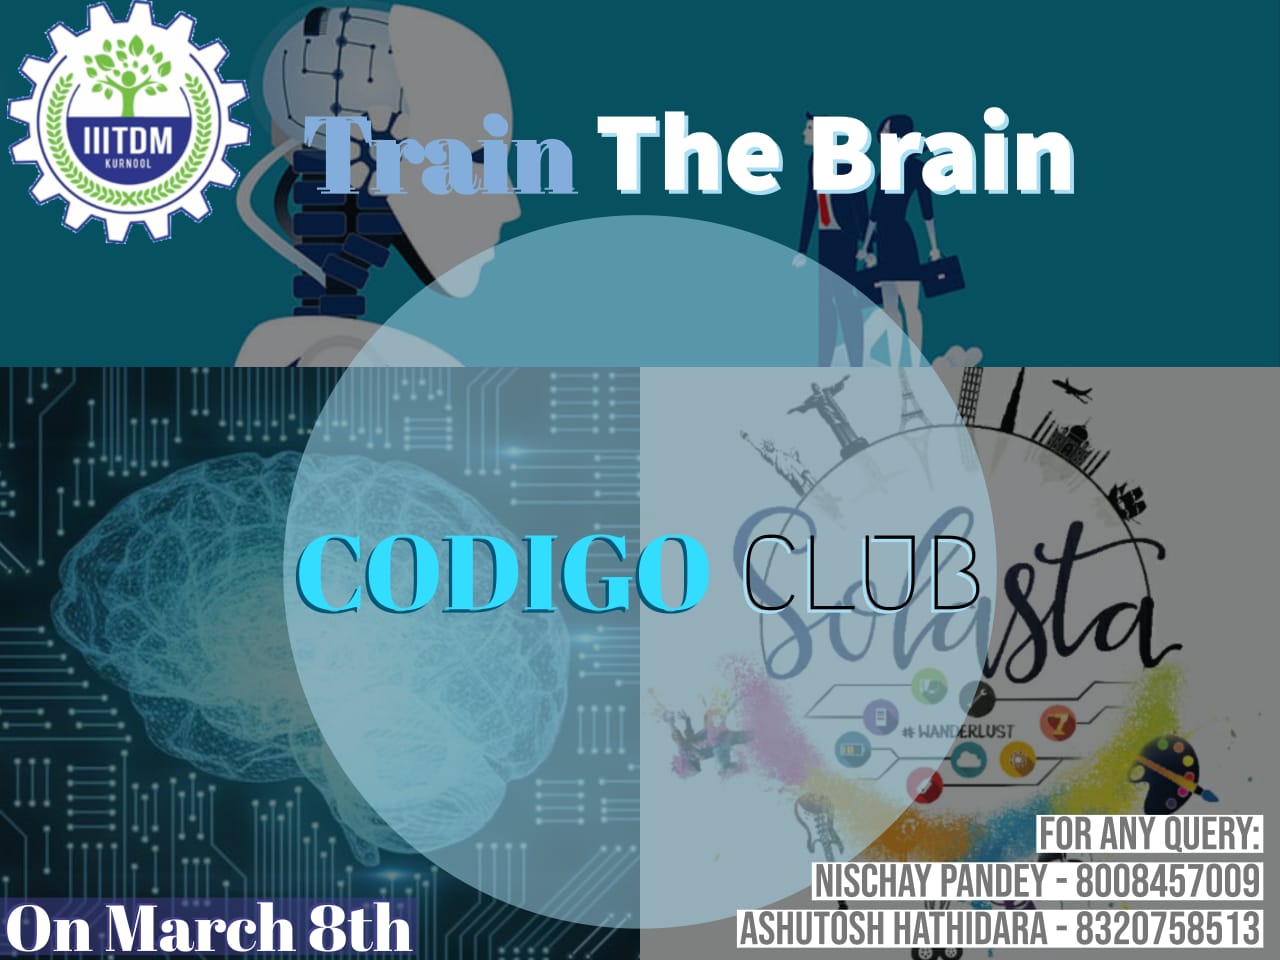 IIITDM
KURNOOL
Train The Brain
CODIGO CLUB
Solasta
# WANDERLUST
On March 8th
FOR ANY QUERY:
NISCHAY PANDEY - 8008457009
ASHUTOSH HATHIDARA - 8320758513